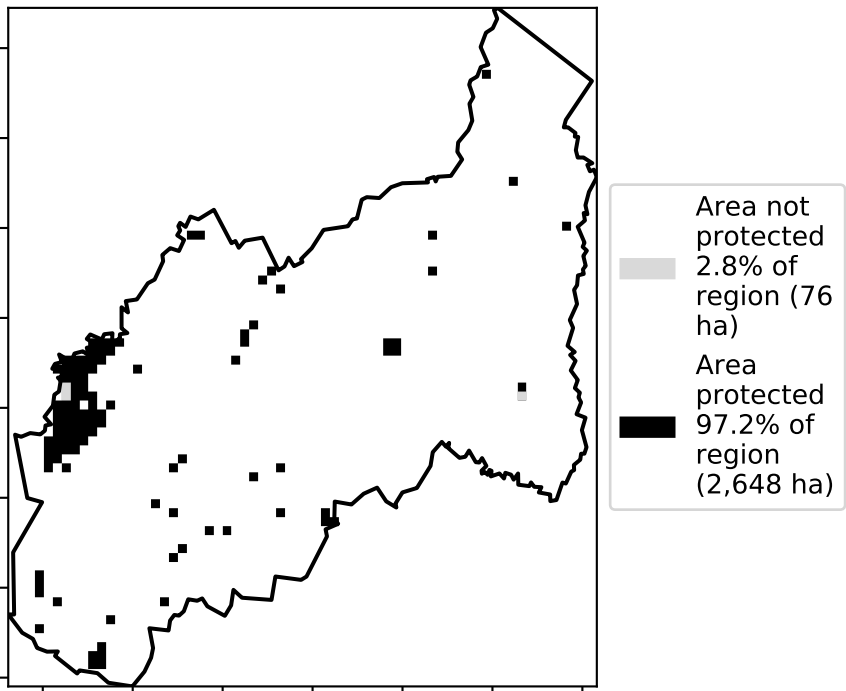 Area not
protected
2.8% of
region (76
ha)
Area
protected
97.2% of
region
(2,648 ha)